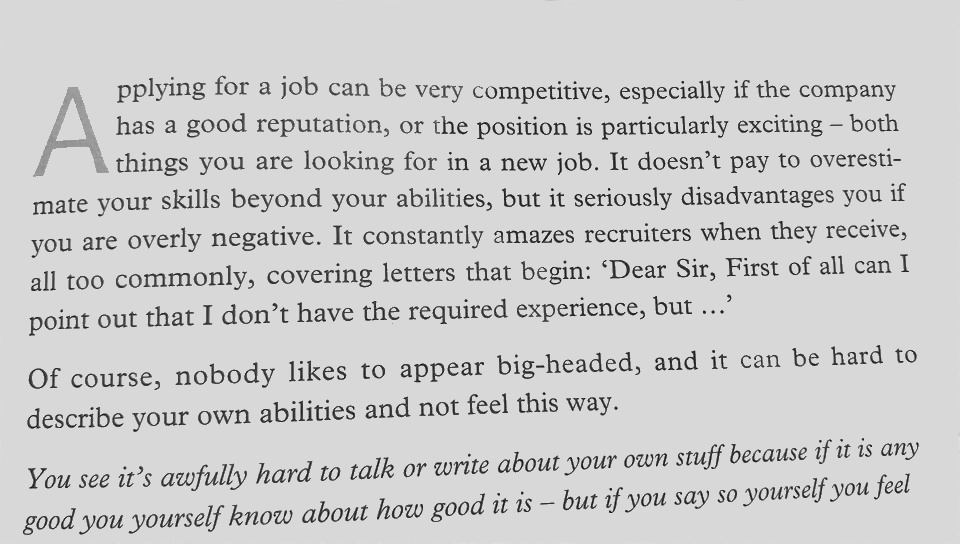 Applying for a job can be very competitive, especially if the company
has a good reputation, or the position is particularly exciting – both
things you are looking for in a new job. It doesn’t pay to overesti-
mate your skills beyond your abilities, but it seriously disadvantages you if
you are overly negative. It constantly amazes recruiters when they receive,
all too commonly, covering letters that begin: ‘Dear Sir, First of all can I
point out that I don’t have the required experience, but …’
Of course, nobody likes to appear big-headed, and it can be hard to
describe your own abilities and not feel this way.
You see it’s awfully hard to talk or write about your own stuff because if it is any
good you yourself know about how good it is – but if you say so yourself you feel